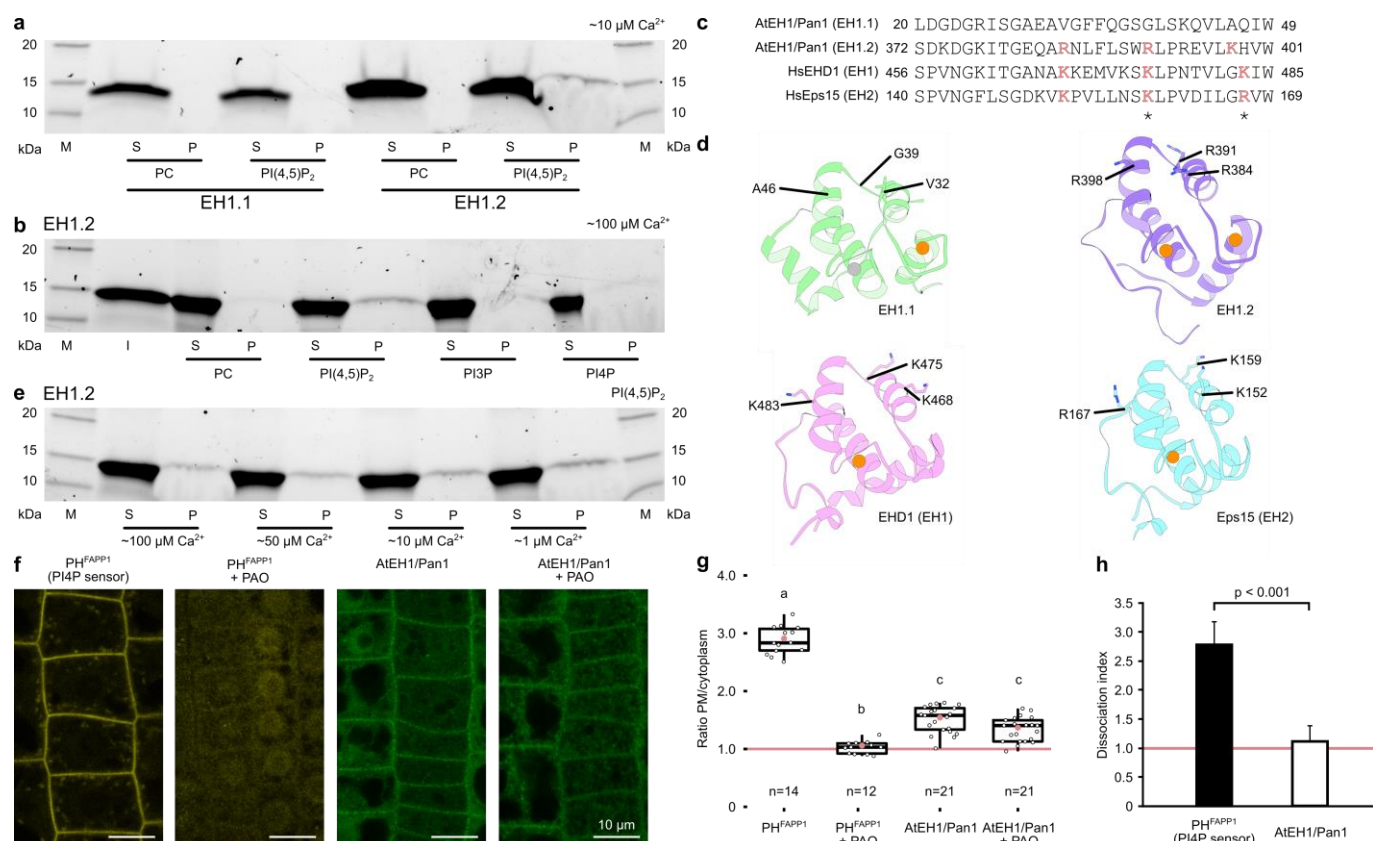 a
~10 µM Ca²⁺
20
15
10
20
15
10
kDa M S P S P S P S P M kDa
PC PI(4,5)P₂ PC PI(4,5)P₂
EH1.1 EH1.2
b EH1.2 ~100 µM Ca²⁺
20
15
10
20
15
10
kDa M I S P S P S P S P
PC PI(4,5)P₂ PI3P PI4P
e EH1.2 PI(4,5)P₂
20
15
10
20
15
10
kDa M S P S P S P S P M kDa
~100 µM Ca²⁺ ~50 µM Ca²⁺ ~10 µM Ca²⁺ ~1 µM Ca²⁺
c
AtEH1/Pan1 (EH1.1) 20 LDGDGRISGAEAVGFFQGSGLSKQVLAQIW 49
AtEH1/Pan1 (EH1.2) 372 SDKDGKITGEQARNLFLSWRLPREVLKHVW 401
HsEHD1 (EH1) 456 SPVNGKITGANAKKEMVKSKLPNTVLGKIW 485
HsEps15 (EH2) 140 SPVNGFLSGDKVKPVLLNSKLPVDILGRVW 169
* *
d
G39
A46
V32
EH1.1
R391
R398
R384
EH1.2
K475
K483
K468
EHD1 (EH1)
K159
K152
R167
Eps15 (EH2)
f
PHᶠᴬᴾᴾ¹
(PI4P sensor)
PHᶠᴬᴾᴾ¹
+ PAO
AtEH1/Pan1
AtEH1/Pan1
+ PAO
10 µm
g
Ratio PM/cytoplasm
4.0
3.0
2.0
1.0
0
a
b
c
c
n=14 n=12 n=21 n=21
PHᶠᴬᴾᴾ¹
PHᶠᴬᴾᴾ¹
+ PAO
AtEH1/Pan1
AtEH1/Pan1
+ PAO
h
p < 0.001
Dissociation index
3.5
3.0
2.5
2.0
1.5
1.0
0.5
0
PHᶠᴬᴾᴾ¹
(PI4P sensor)
AtEH1/Pan1